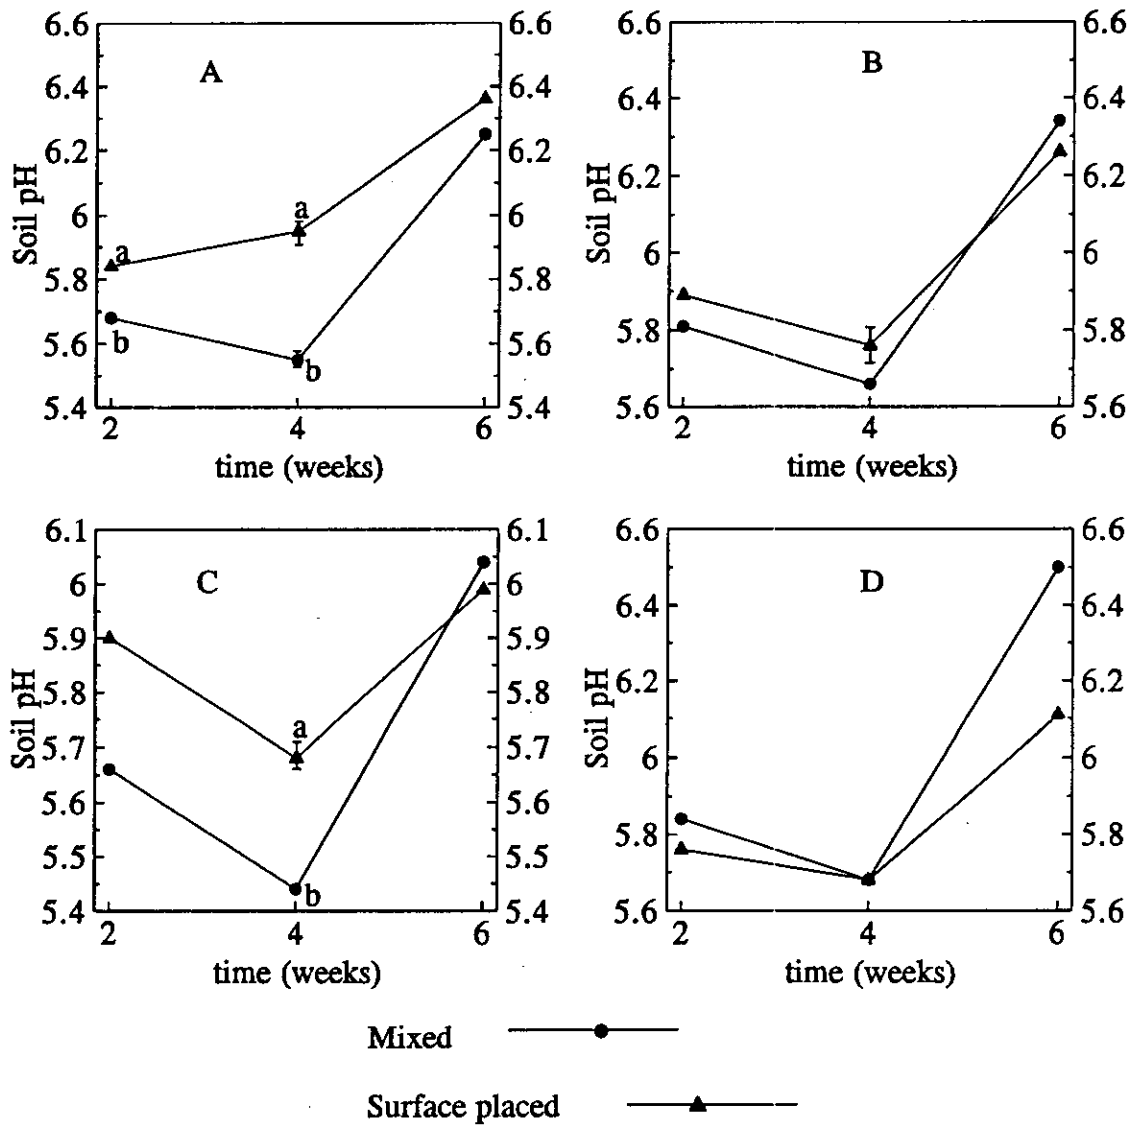 6.6 6.6
A
6.4 6.4
6.2 6.2
Soil pH
a
6 6
a
5.8 5.8
b
5.6 5.6
b
5.4 5.4
2 4 6
time (weeks)
6.6 6.6
B
6.4 6.4
6.2 6.2
Soil pH
6 6
5.8 5.8
5.6 5.6
2 4 6
time (weeks)
6.1 6.1
C
6 6
5.9 5.9
5.8 5.8
Soil pH
a
5.7 5.7
5.6 5.6
5.5 5.5
b
5.4 5.4
2 4 6
time (weeks)
6.6 6.6
D
6.4 6.4
6.2 6.2
Soil pH
6 6
5.8 5.8
5.6 5.6
2 4 6
time (weeks)
Mixed
Surface placed